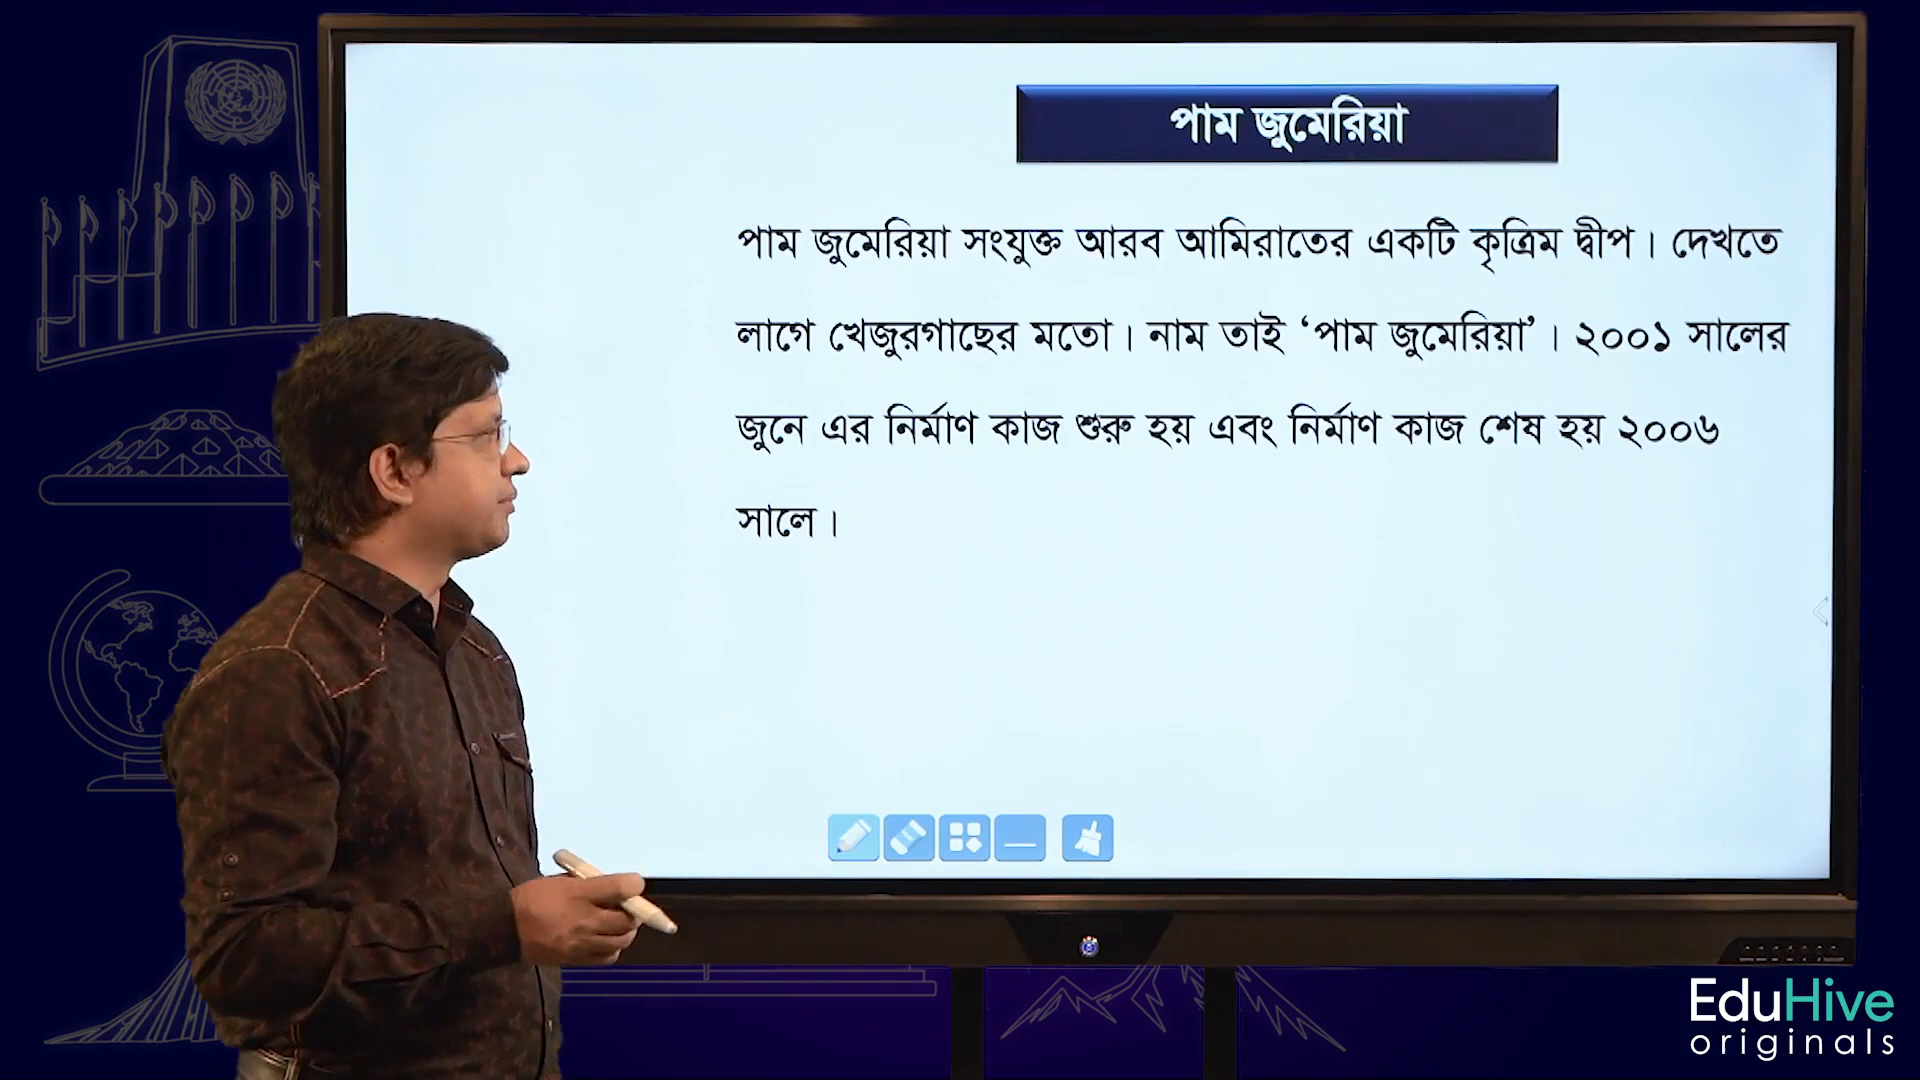 পাম জুমেরিয়া
পাম জুমেরিয়া সংযুক্ত আরব আমিরাতের একটি কৃত্রিম দ্বীপ। দেখতে
লাগে খেজুরগাছের মতো। নাম তাই ‘পাম জুমেরিয়া’। ২০০১ সালের
জুনে এর নির্মাণ কাজ শুরু হয় এবং নির্মাণ কাজ শেষ হয় ২০০৬
সালে।
EduHive
originals